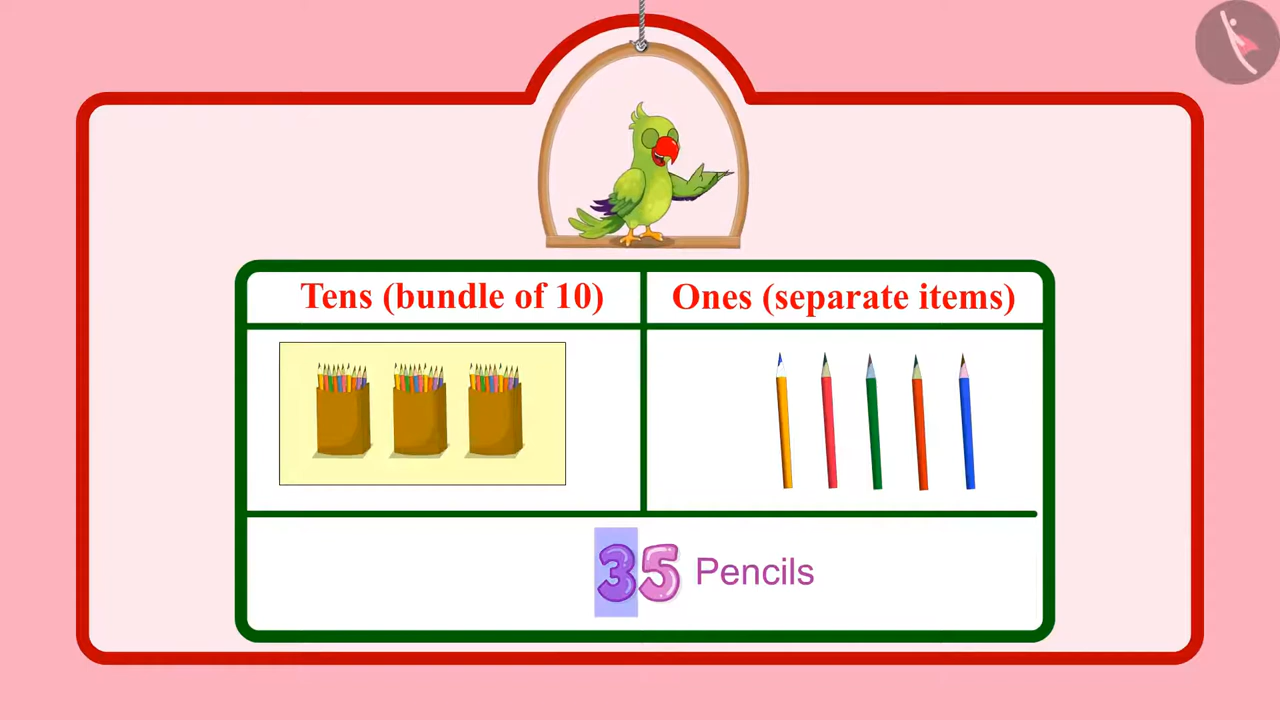 Tens (bundle of 10)
Ones (separate items)
35 Pencils